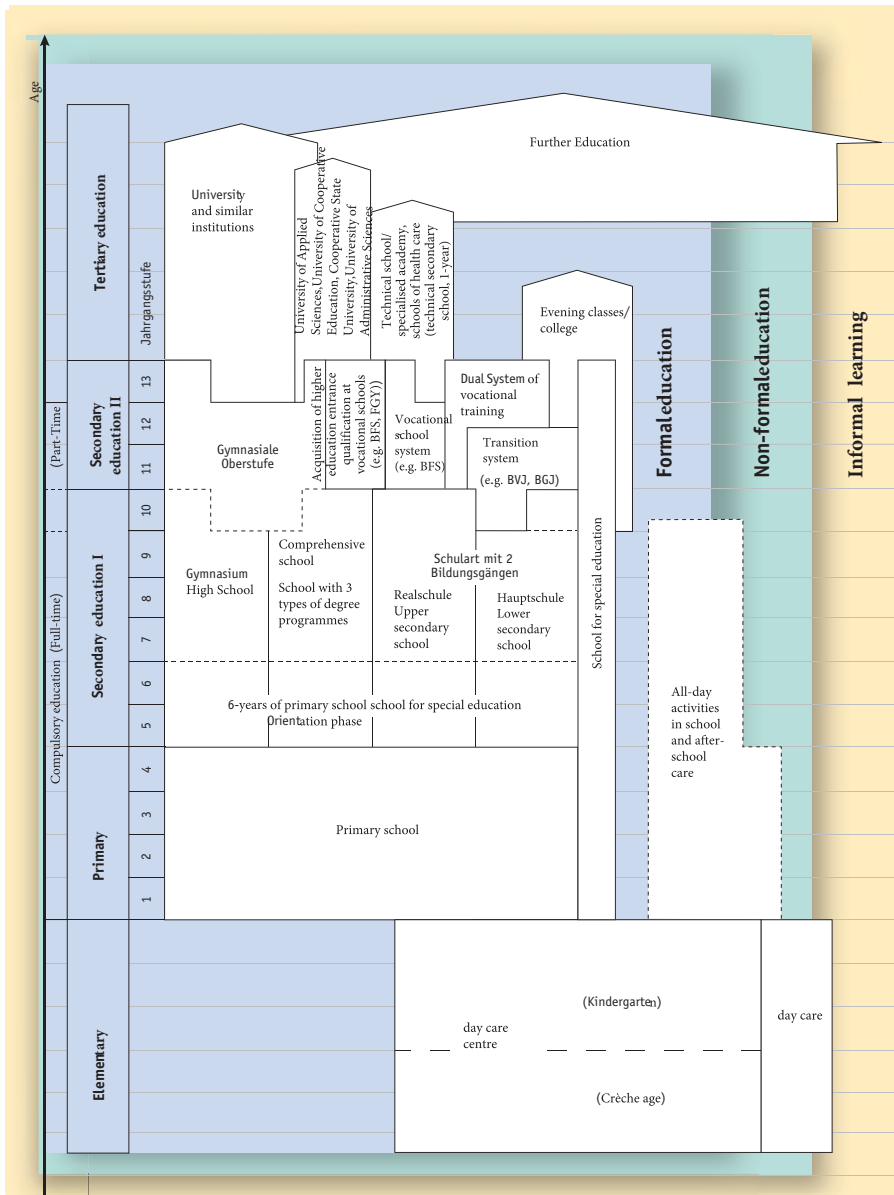 Age
Tertiary education
Jahrgangsstufe
University
and similar
institutions
University of Applied
Sciences,University of Cooperative
Education, Cooperative State
University,University of
Administrative Sciences
Technical school/
specialised academy,
schools of health care
(technical secondary
school, 1-year)
Further Education
Evening classes/
college
Formaleducation
Non-formaleducation
Informal learning
(Part-Time
Secondary
education II
13
12
11
Gymnasiale
Oberstufe
Acquisition of higher
education entrance
qualification at
vocational schools
(e.g. BFS, FGY))
Vocational
school
system
(e.g. BFS)
Dual System of
vocational
training
Transition
system
(e.g. BVJ, BGJ)
Compulsory education (Full-time)
Secondary education I
10
9
8
7
6
5
Gymnasium
High School
Comprehensive
school
School with 3
types of degree
programmes
Schulart mit 2
Bildungsgängen
Realschule
Upper
secondary
school
Hauptschule
Lower
secondary
school
School for special education
6-years of primary school school for special education
Orientation phase
All-day
activities
in school
and after-
school
care
Primary
4
3
2
1
Primary school
Elementary
(Kindergarten)
day care
centre
(Crèche age)
day care